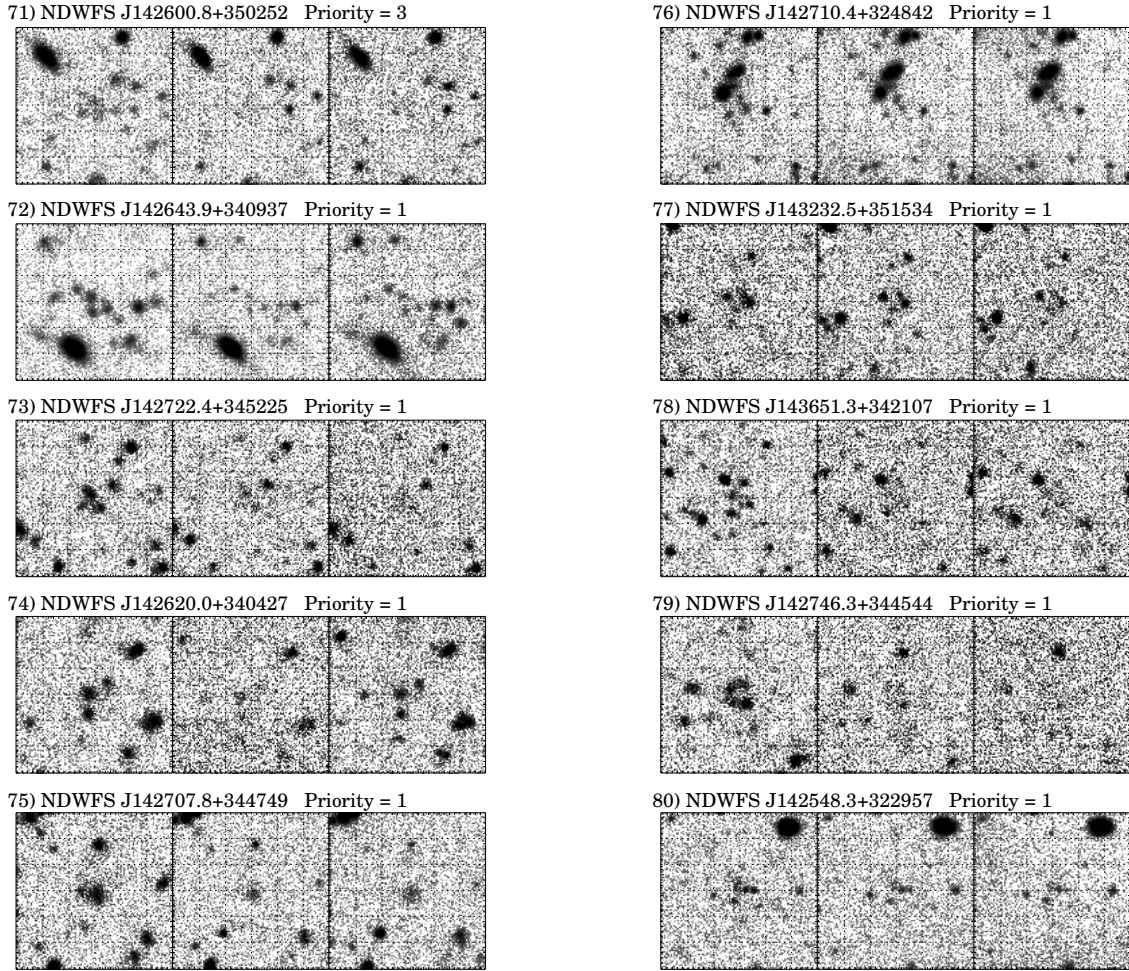 71) NDWFS J142600.8+350252 Priority = 3
72) NDWFS J142643.9+340937 Priority = 1
73) NDWFS J142722.4+345225 Priority = 1
74) NDWFS J142620.0+340427 Priority = 1
75) NDWFS J142707.8+344749 Priority = 1
76) NDWFS J142710.4+324842 Priority = 1
77) NDWFS J143232.5+351534 Priority = 1
78) NDWFS J143651.3+342107 Priority = 1
79) NDWFS J142746.3+344544 Priority = 1
80) NDWFS J142548.3+322957 Priority = 1